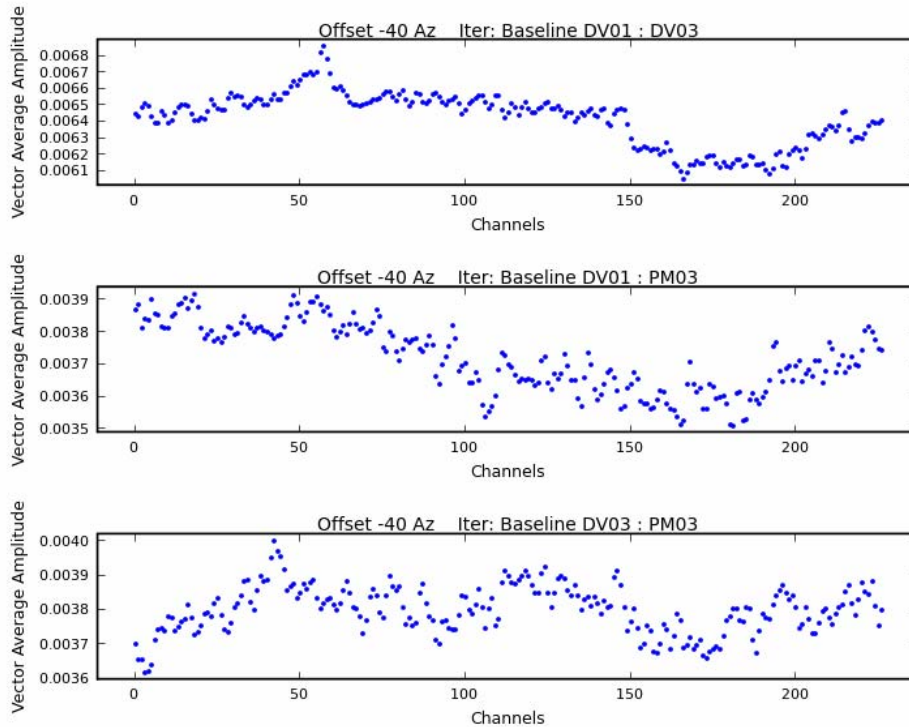 Offset -40 Az Iter: Baseline DV01 : DV03
Vector Average Amplitude
0.0068
0.0067
0.0066
0.0065
0.0064
0.0063
0.0062
0.0061
0 50 100 150 200
Channels
Offset -40 Az Iter: Baseline DV01 : PM03
Vector Average Amplitude
0.0039
0.0038
0.0037
0.0036
0.0035
0 50 100 150 200
Channels
Offset -40 Az Iter: Baseline DV03 : PM03
Vector Average Amplitude
0.0040
0.0039
0.0038
0.0037
0.0036
0 50 100 150 200
Channels